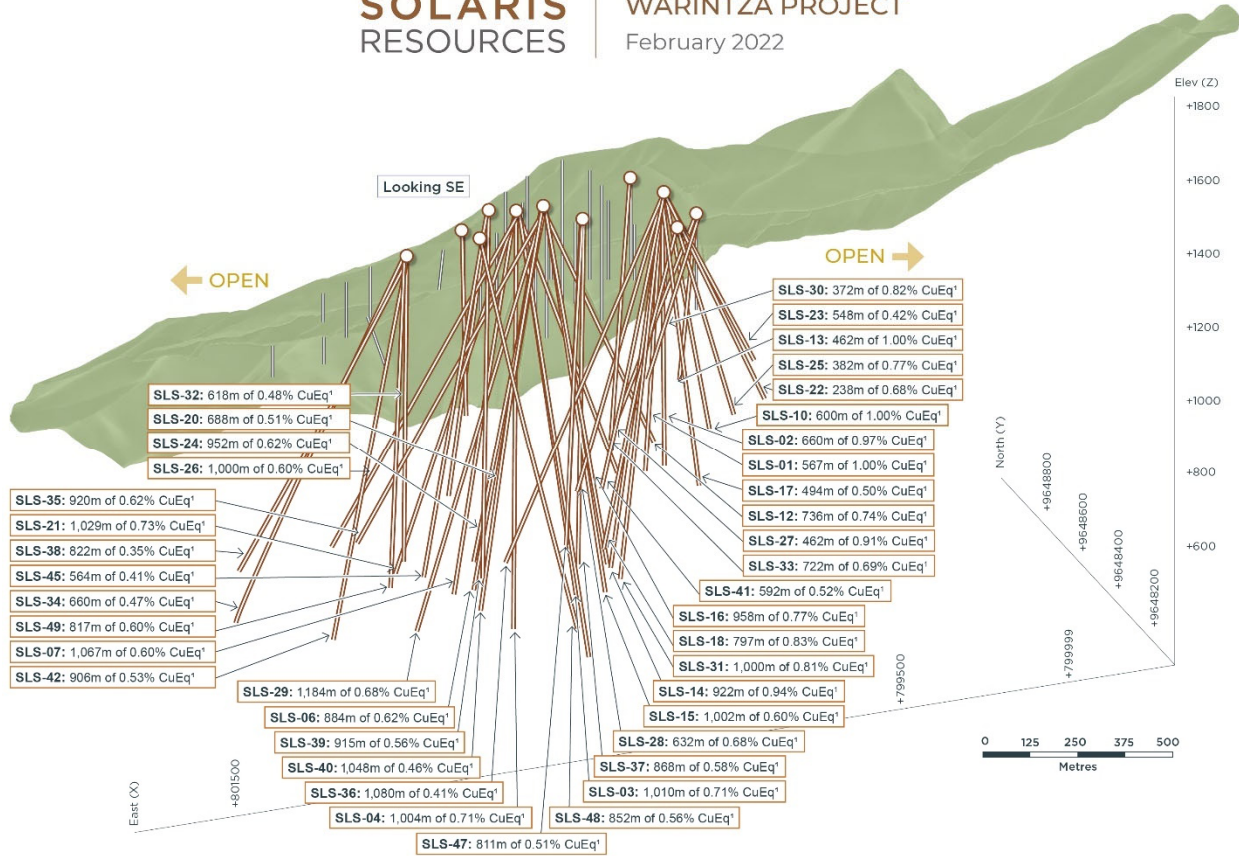 SOLARIS
RESOURCES
WARINTZA PROJECT
February 2022
Elev (Z)
+1800
+1600
+1400
+1200
+1000
+800
+600
Looking SE
OPEN
OPEN
SLS-30: 372m of 0.82% CuEq¹
SLS-23: 548m of 0.42% CuEq¹
SLS-13: 462m of 1.00% CuEq¹
SLS-25: 382m of 0.77% CuEq¹
SLS-22: 238m of 0.68% CuEq¹
SLS-10: 600m of 1.00% CuEq¹
SLS-02: 660m of 0.97% CuEq¹
SLS-01: 567m of 1.00% CuEq¹
SLS-17: 494m of 0.50% CuEq¹
SLS-12: 736m of 0.74% CuEq¹
SLS-27: 462m of 0.91% CuEq¹
SLS-33: 722m of 0.69% CuEq¹
SLS-41: 592m of 0.52% CuEq¹
SLS-16: 958m of 0.77% CuEq¹
SLS-18: 797m of 0.83% CuEq¹
SLS-31: 1,000m of 0.81% CuEq¹
SLS-14: 922m of 0.94% CuEq¹
SLS-15: 1,002m of 0.60% CuEq¹
SLS-28: 632m of 0.68% CuEq¹
SLS-37: 868m of 0.58% CuEq¹
SLS-03: 1,010m of 0.71% CuEq¹
SLS-48: 852m of 0.56% CuEq¹
SLS-32: 618m of 0.48% CuEq¹
SLS-20: 688m of 0.51% CuEq¹
SLS-24: 952m of 0.62% CuEq¹
SLS-26: 1,000m of 0.60% CuEq¹
SLS-35: 920m of 0.62% CuEq¹
SLS-21: 1,029m of 0.73% CuEq¹
SLS-38: 822m of 0.35% CuEq¹
SLS-45: 564m of 0.41% CuEq¹
SLS-34: 660m of 0.47% CuEq¹
SLS-49: 817m of 0.60% CuEq¹
SLS-07: 1,067m of 0.60% CuEq¹
SLS-42: 906m of 0.53% CuEq¹
SLS-29: 1,184m of 0.68% CuEq¹
SLS-06: 884m of 0.62% CuEq¹
SLS-39: 915m of 0.56% CuEq¹
SLS-40: 1,048m of 0.46% CuEq¹
SLS-36: 1,080m of 0.41% CuEq¹
SLS-04: 1,004m of 0.71% CuEq¹
SLS-47: 811m of 0.51% CuEq¹
North (Y)
+9648800
+9648600
+9648400
+9648200
+799999
+799500
+801500
East (X)
0 125 250 375 500
Metres